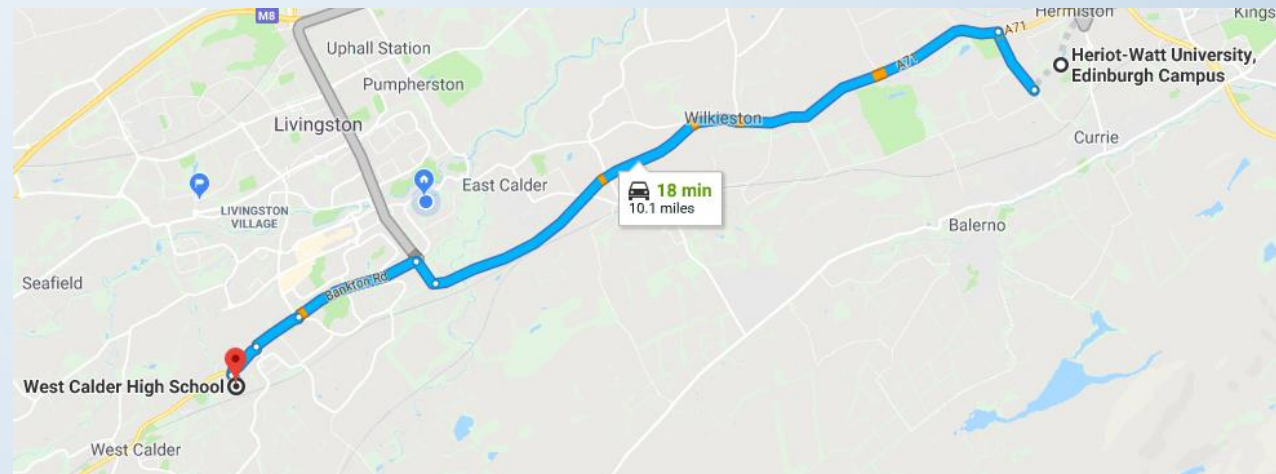 M8
Hermiston
Kings
A71
Uphall Station
Heriot-Watt University,
Edinburgh Campus
A71
Pumpherston
Livingston
Wilkieston
Currie
East Calder
18 min
10.1 miles
LIVINGSTON
VILLAGE
Balerno
Seafield
Bankton Rd
West Calder High School
West Calder